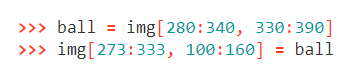 >>> ball = img[280:340, 330:390]
>>> img[273:333, 100:160] = ball